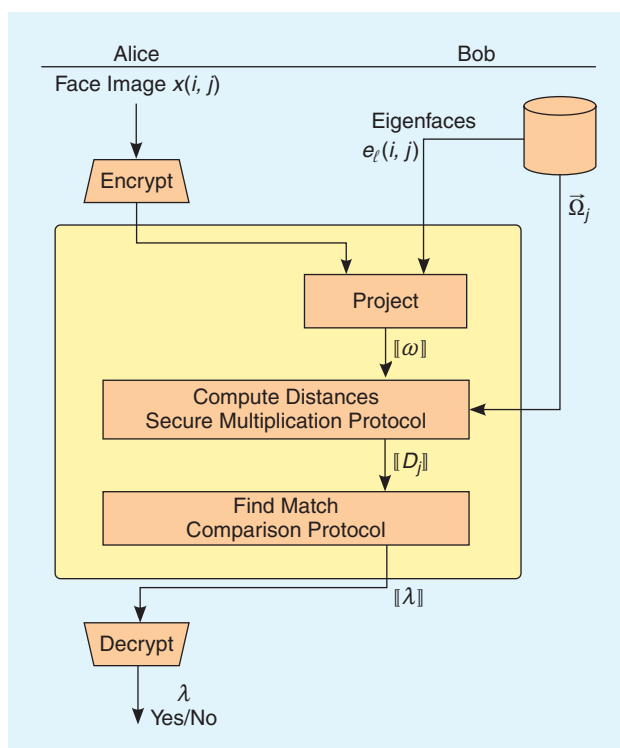 Alice
Bob
Face Image x(i, j)
Eigenfaces
eℓ(i, j)
Encrypt
Ω⃗j
Project
⟦ω⟧
Compute Distances
Secure Multiplication Protocol
⟦Dj⟧
Find Match
Comparison Protocol
⟦λ⟧
Decrypt
λ
Yes/No